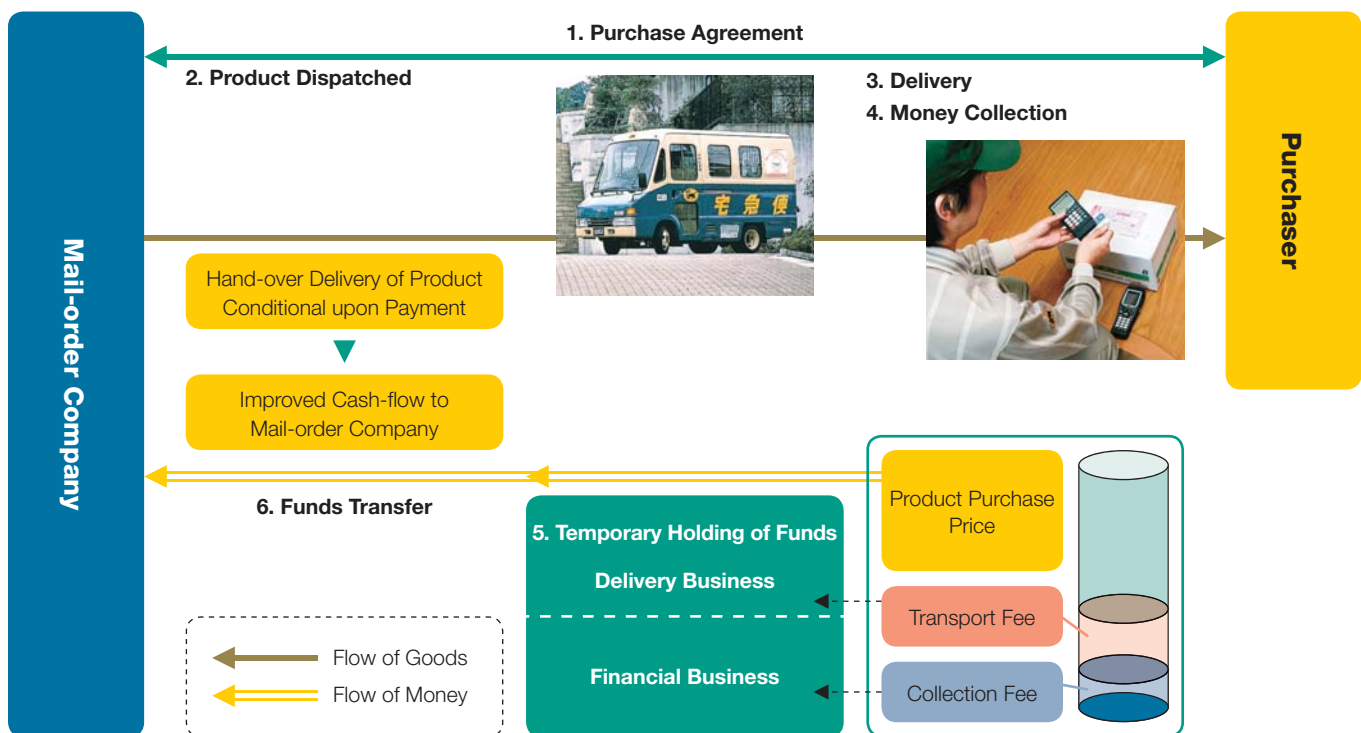 1. Purchase Agreement
2. Product Dispatched
3. Delivery
4. Money Collection
Mail-order Company
Purchaser
宅急便
Hand-over Delivery of Product
Conditional upon Payment
Improved Cash-flow to
Mail-order Company
6. Funds Transfer
5. Temporary Holding of Funds
Delivery Business
Financial Business
Product Purchase
Price
Transport Fee
Collection Fee
Flow of Goods
Flow of Money